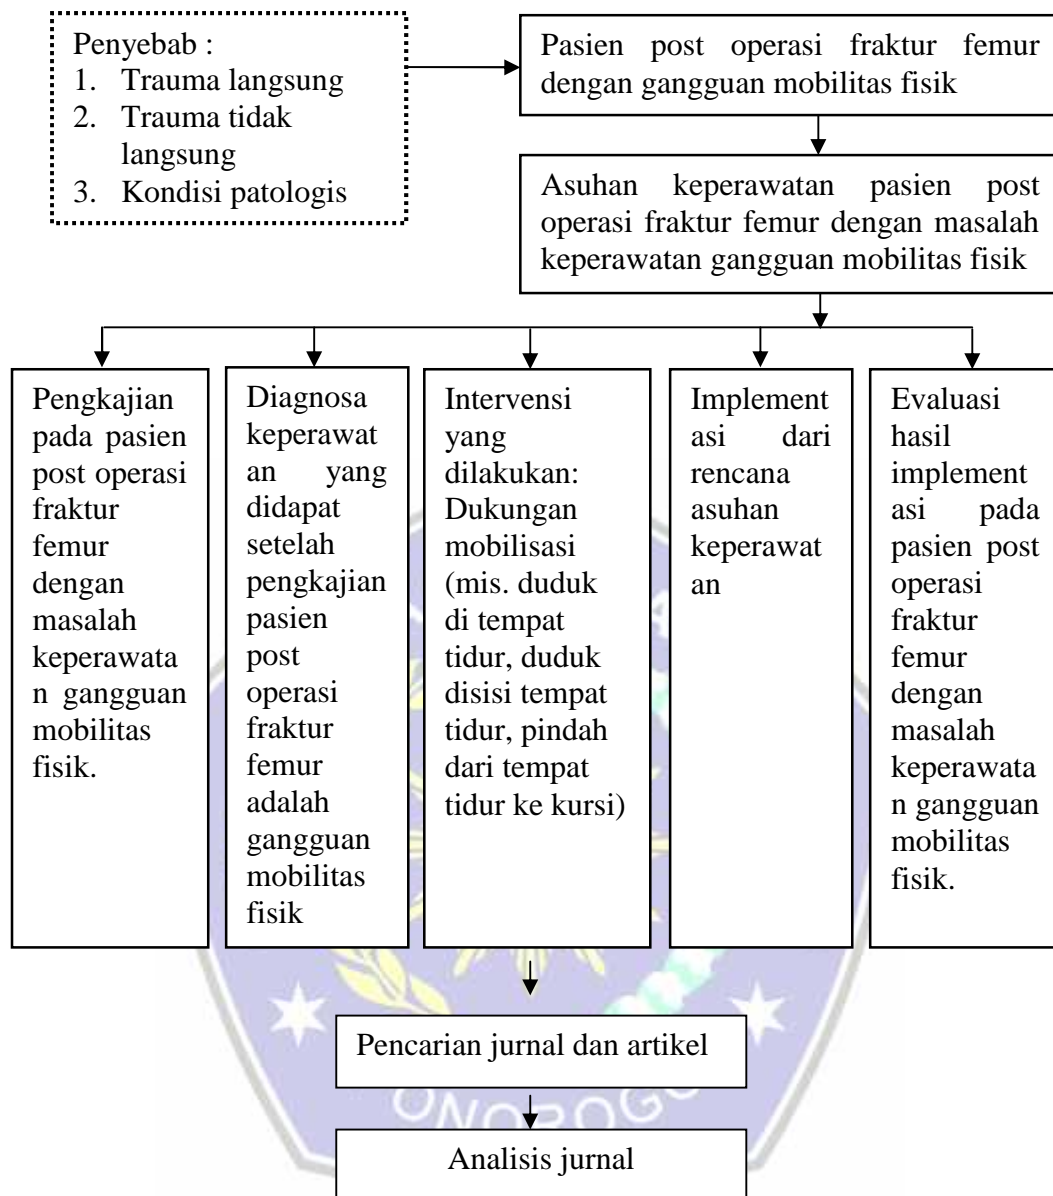 Penyebab :
1. Trauma langsung
2. Trauma tidak
langsung
3. Kondisi patologis
Pasien post operasi fraktur femur
dengan gangguan mobilitas fisik
Asuhan keperawatan pasien post
operasi fraktur femur dengan masalah
keperawatan gangguan mobilitas fisik
Pengkajian
pada pasien
post operasi
fraktur
femur
dengan
masalah
keperawata
n gangguan
mobilitas
fisik.
Diagnosa
keperawat
an yang
didapat
setelah
pengkajian
pasien
post
operasi
fraktur
femur
adalah
gangguan
mobilitas
fisik
Intervensi
yang
dilakukan:
Dukungan
mobilisasi
(mis. duduk
di tempat
tidur, duduk
disisi tempat
tidur, pindah
dari tempat
tidur ke kursi)
Implement
asi dari
rencana
asuhan
keperawat
an
Evaluasi
hasil
implement
asi pada
pasien post
operasi
fraktur
femur
dengan
masalah
keperawata
n gangguan
mobilitas
fisik.
Pencarian jurnal dan artikel
ONOROGO
Analisis jurnal